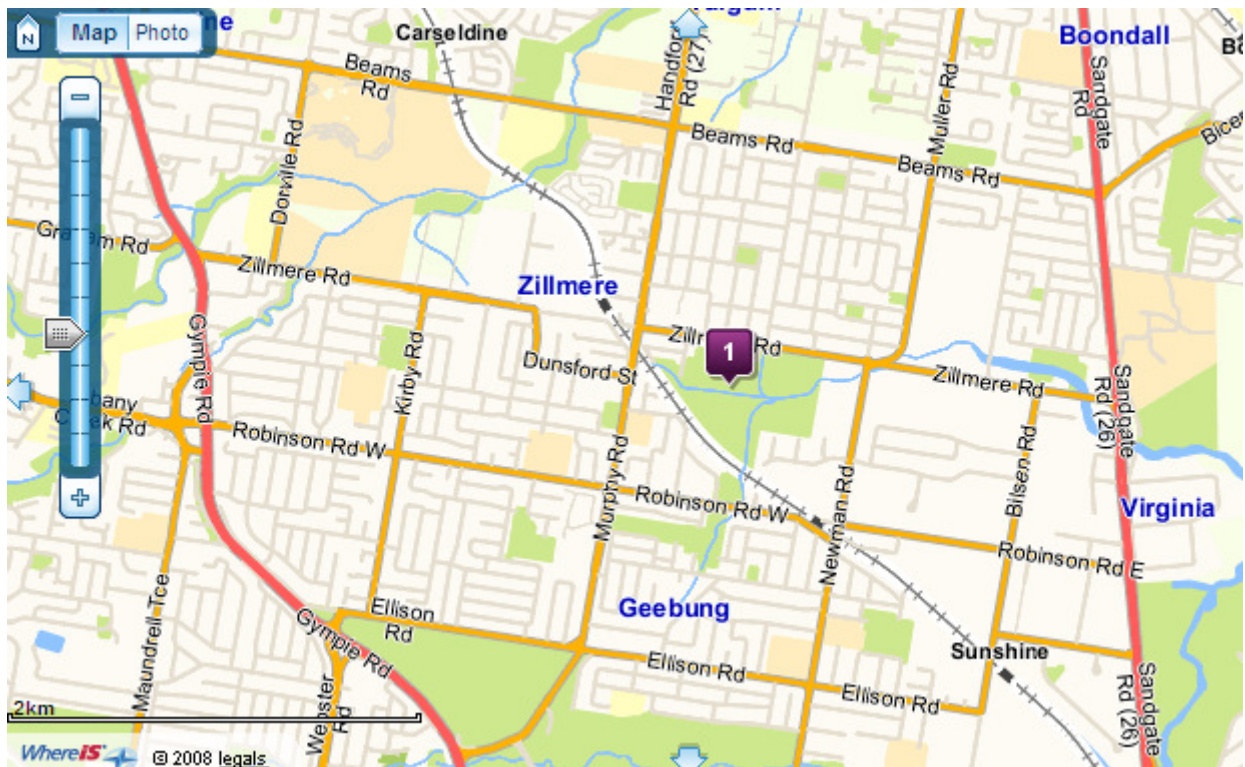 N
Map
Photo
Carseldine
Boondall
Beams
Rd
Handford
Rd (27)
Muller Rd
Sandgate
Rd
Beams Rd
Beams Rd
Dorville Rd
Rd
Zillmere Rd
Zillmere
Gympie Rd
Kirby Rd
Dunsford St
1
Rd
Zillmere Rd
Sandgate
Rd (26)
Robinson Rd W
Murphy Rd
Robinson Rd W
Newman Rd
Bilsen Rd
Virginia
Robinson Rd E
Maundrell Tce
Ellison
Rd
Geebung
Gympie Rd
Ellison Rd
Sunshine
Ellison Rd
Sandgate
Rd (26)
Webster
Rd
2km
WhereiS
© 2008 legals